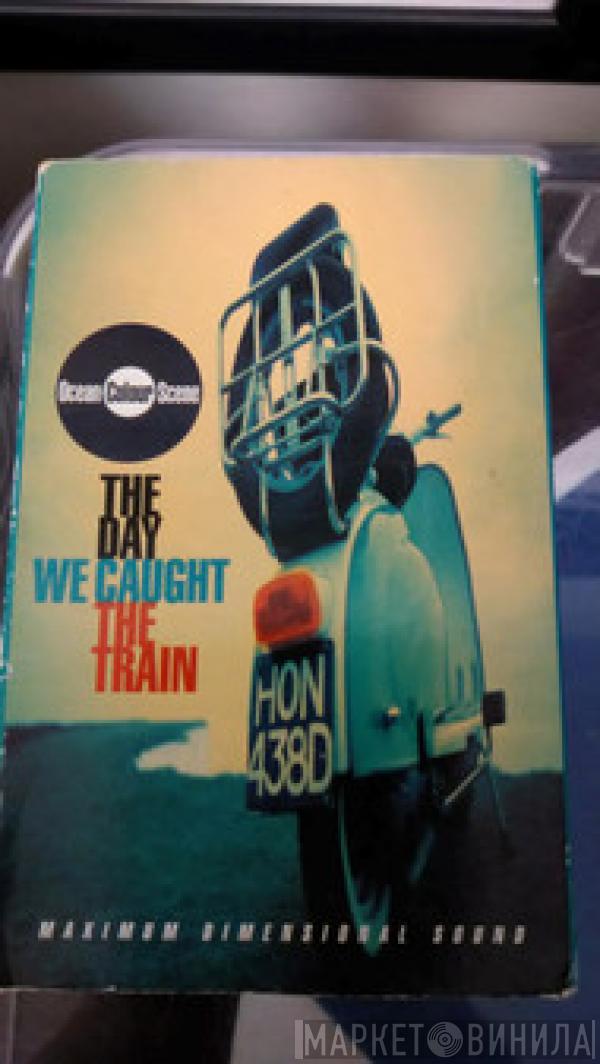 Ocean Colour Scene
THE
DAY
WE CAUGHT
THE
TRAIN
HON
438D
MAXIMUM DIMENSIONAL SOUND
МАРКЕТ ВИНИЛА